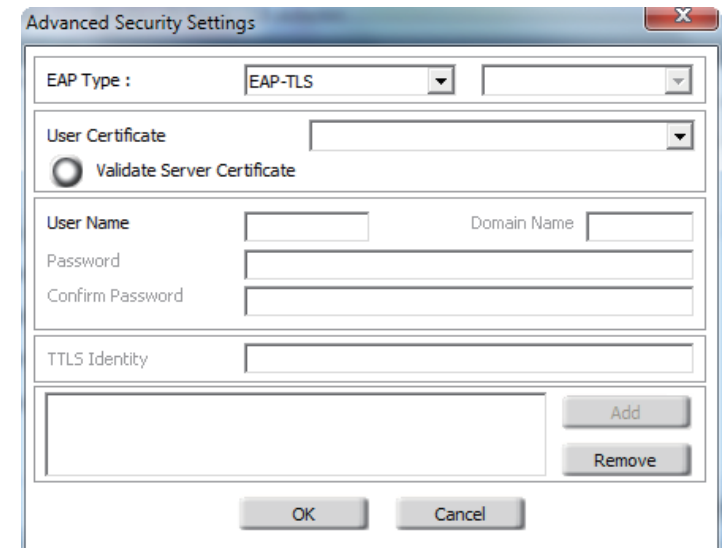 Advanced Security Settings
EAP Type : EAP-TLS
User Certificate
Validate Server Certificate
User Name Domain Name
Password
Confirm Password
TTLS Identity
Add
Remove
OK Cancel